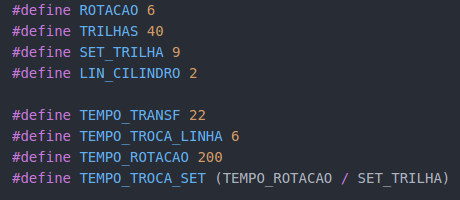 #define ROTACAO 6
#define TRILHAS 40
#define SET_TRILHA 9
#define LIN_CILINDRO 2
#define TEMPO_TRANSF 22
#define TEMPO_TROCA_LINHA 6
#define TEMPO_ROTACAO 200
#define TEMPO_TROCA_SET (TEMPO_ROTACAO / SET_TRILHA)